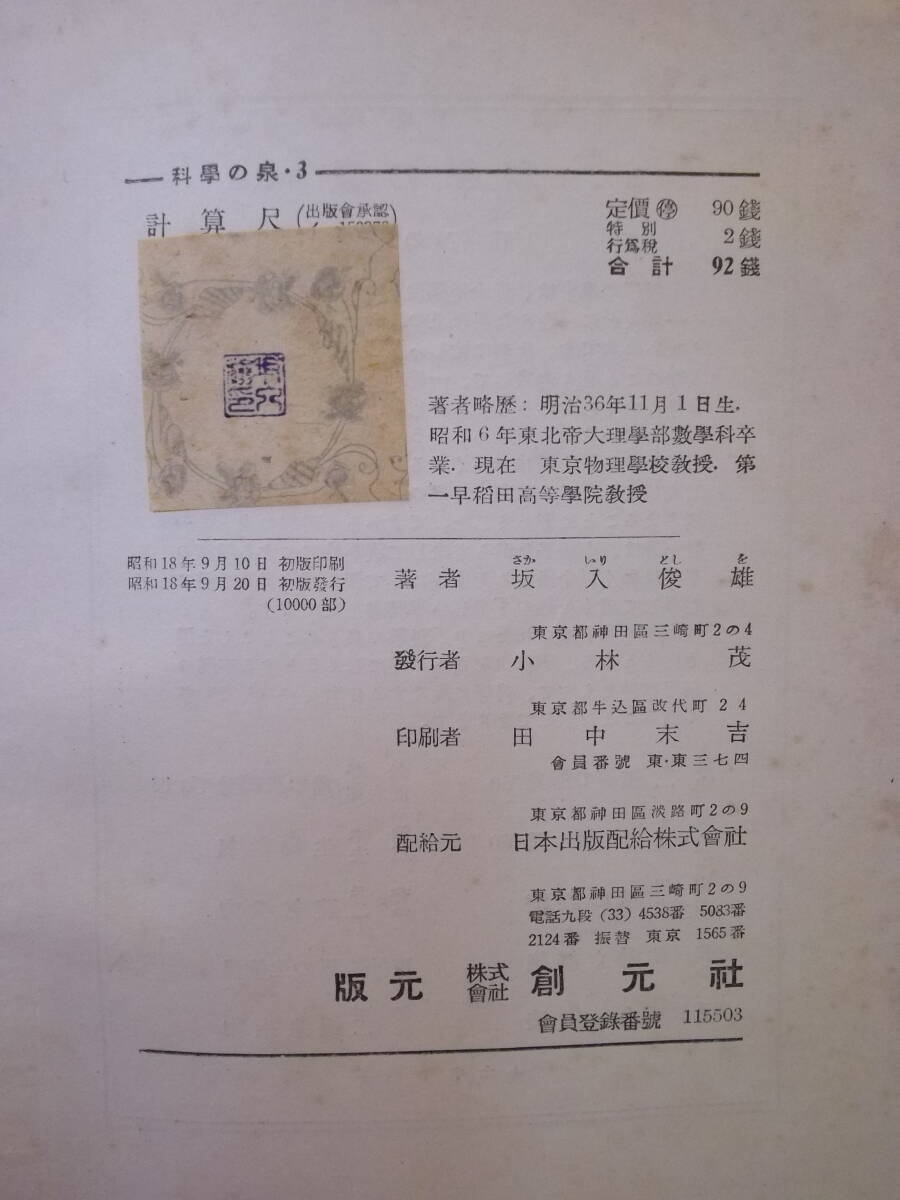 科學の泉・3
計算尺 (出版會承認
定價 停 90錢
特別行爲稅 2錢
合計 92錢
著者略歷：明治36年11月1日生．
昭和6年東北帝大理學部數學科卒
業．現在 東京物理學校敎授．第
一早稻田高等學院敎授
昭和18年9月10日 初版印刷
昭和18年9月20日 初版發行
(10000部)
さか いり とし を
著者 坂入俊雄
東京都神田區三崎町2の4
發行者 小林茂
東京都牛込區改代町24
印刷者 田中末吉
會員番號 東・東三七四
東京都神田區淡路町2の9
配給元 日本出版配給株式會社
東京都神田區三崎町2の9
電話九段 (33) 4538番 5083番
2124番 振替 東京 1565番
版元 株式會社 創元社
會員登錄番號 115503